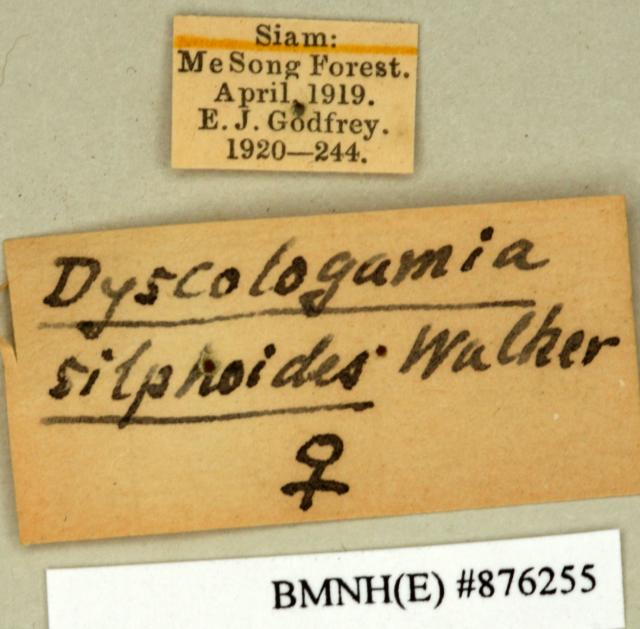 Siam:
Me Song Forest.
April, 1919.
E. J. Godfrey.
1920—244.
Dyscologamia
silphoides Walker
♀
BMNH(E) #876255